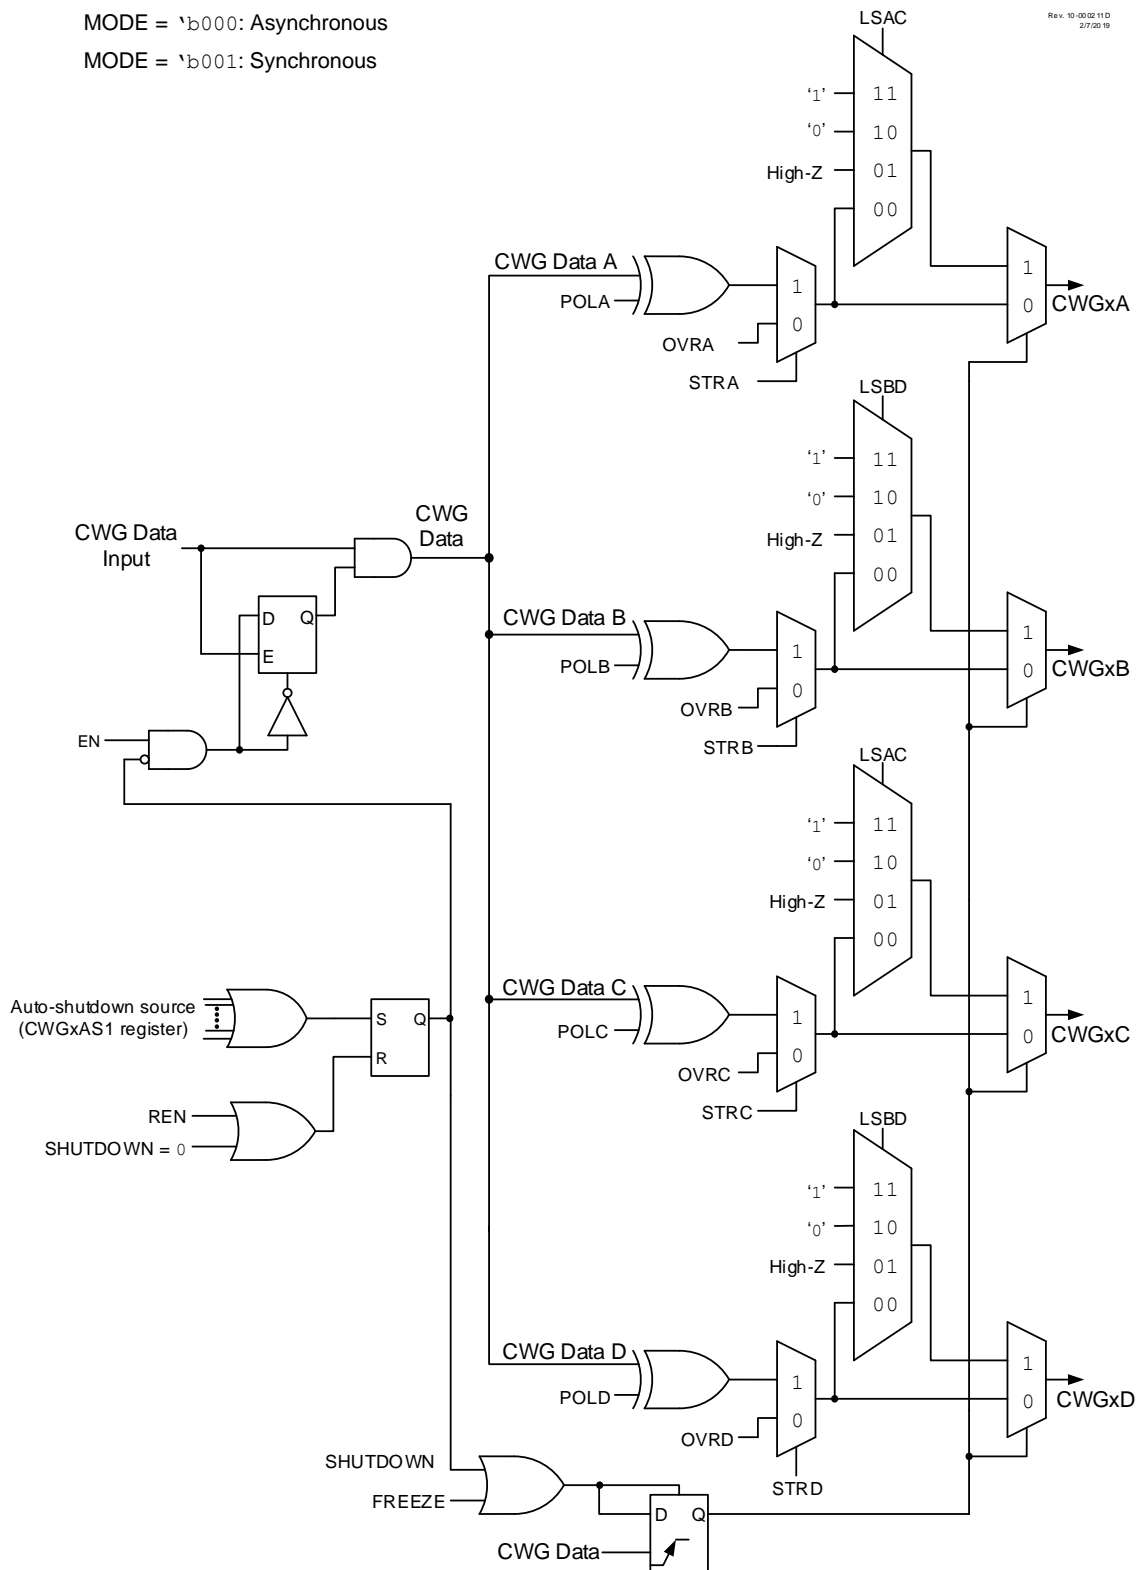 MODE = 'b000: Asynchronous
MODE = 'b001: Synchronous
Rev. 10-000211D
2/7/2019
LSAC
'1'
11
'0'
10
High-Z
01
00
CWG Data A
POLA
1
0
OVRA
STRA
1
0
CWGxA
LSBD
'1'
11
'0'
10
High-Z
01
00
CWG Data Input
CWG Data
CWG Data B
POLB
1
0
OVRB
STRB
1
0
CWGxB
D
Q
E
EN
LSAC
'1'
11
'0'
10
High-Z
01
00
CWG Data C
POLC
1
0
OVRC
STRC
1
0
CWGxC
Auto-shutdown source
(CWGxAS1 register)
S
Q
R
REN
SHUTDOWN = 0
LSBD
'1'
11
'0'
10
High-Z
01
00
CWG Data D
POLD
1
0
OVRD
STRD
1
0
CWGxD
SHUTDOWN
FREEZE
D
Q
CWG Data